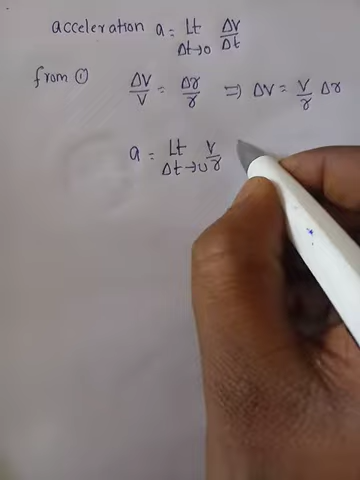 acceleration a = Lt Δt→0 ΔV/Δt
from ① ΔV/V = Δr/r ⇒ ΔV = V/r Δr
a = Lt Δt→0 V/r